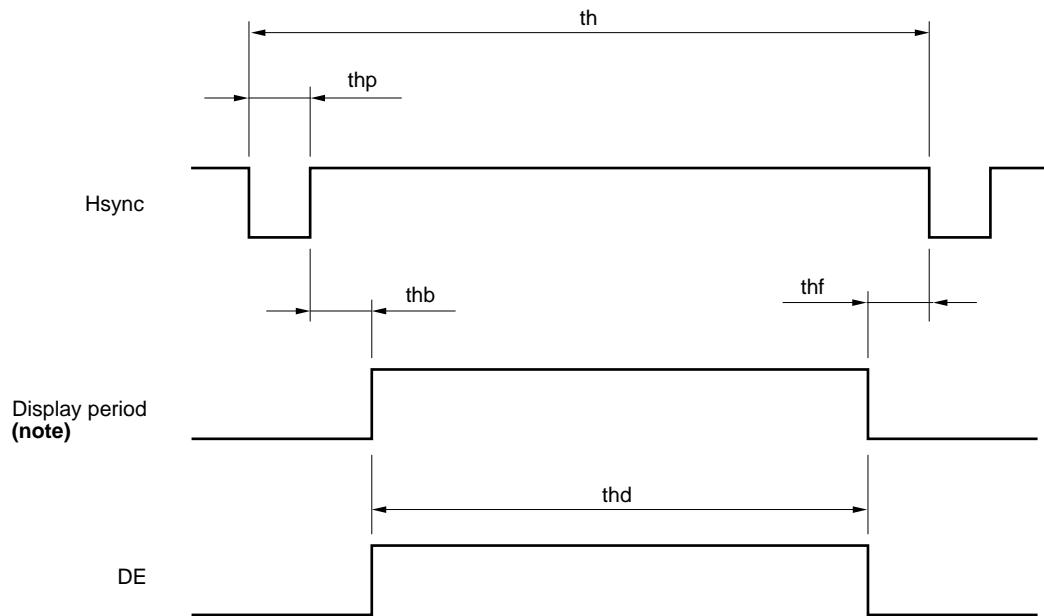 th
thp
Hsync
thb
thf
Display period
(note)
thd
DE